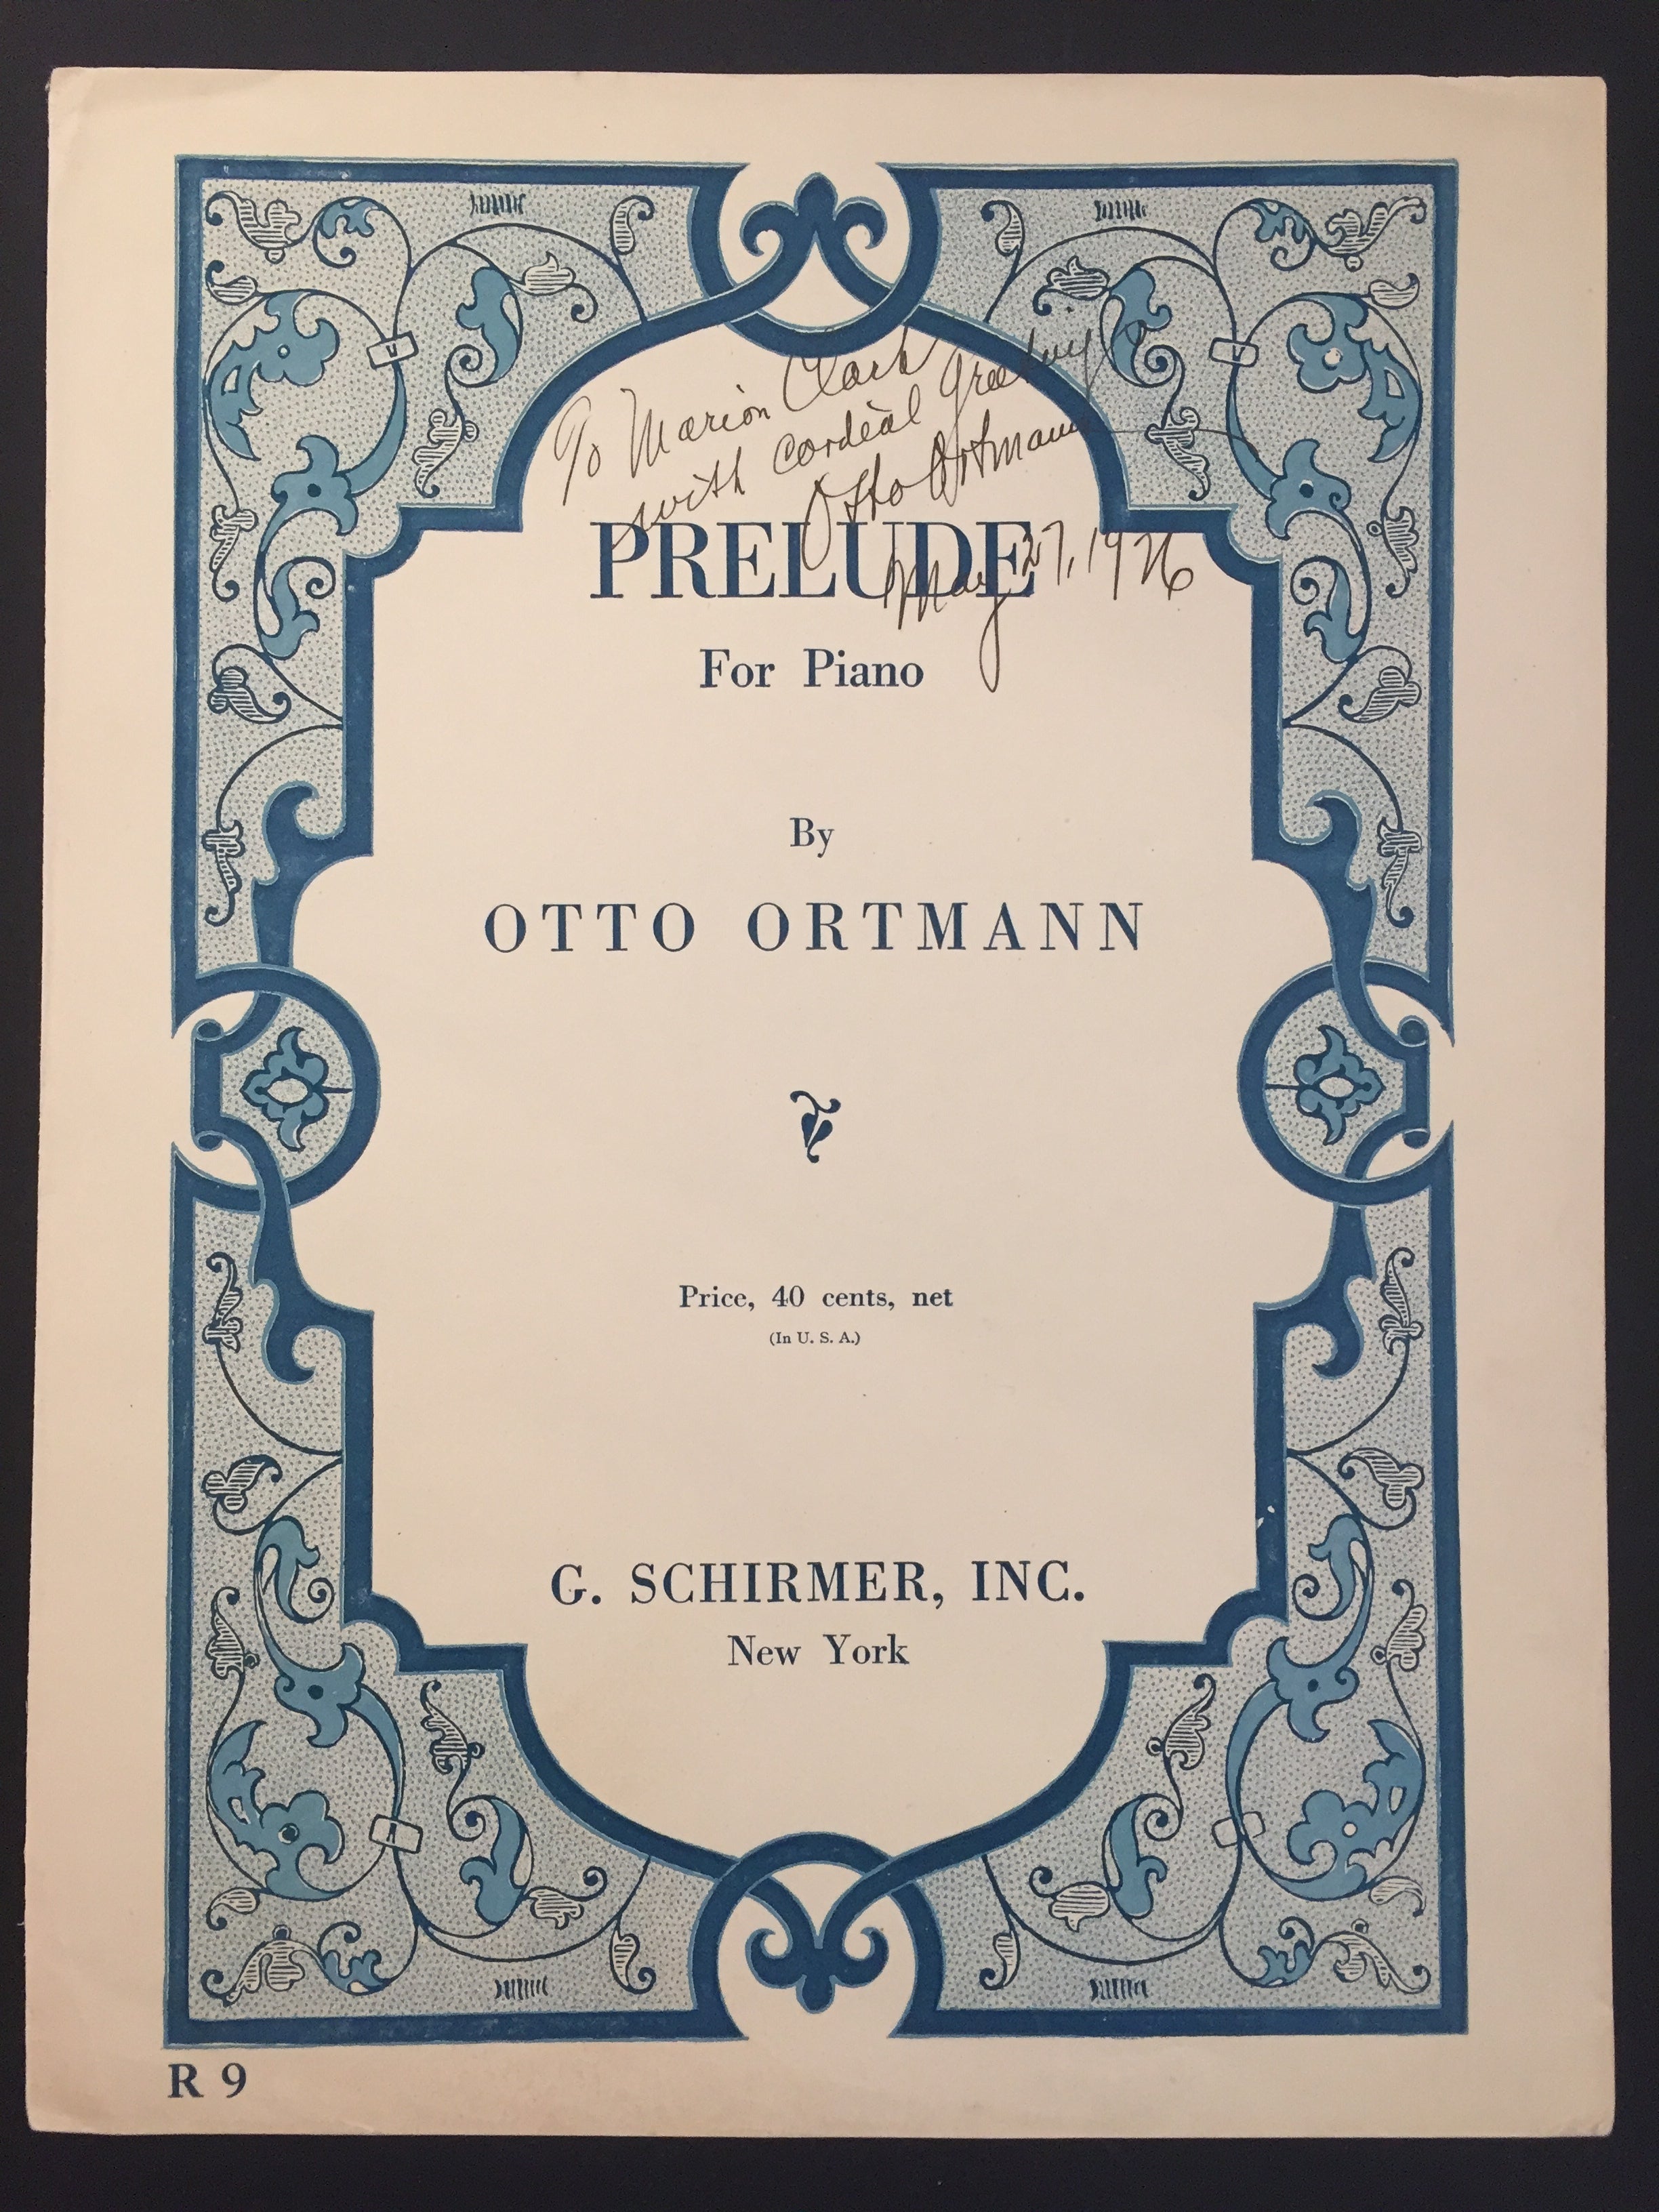 To Marion Clark
with cordial greetings
Otto Ortmann
May 27, 1926
PRELUDE
For Piano
By
OTTO ORTMANN
Price, 40 cents, net
(In U. S. A.)
G. SCHIRMER, INC.
New York
R 9